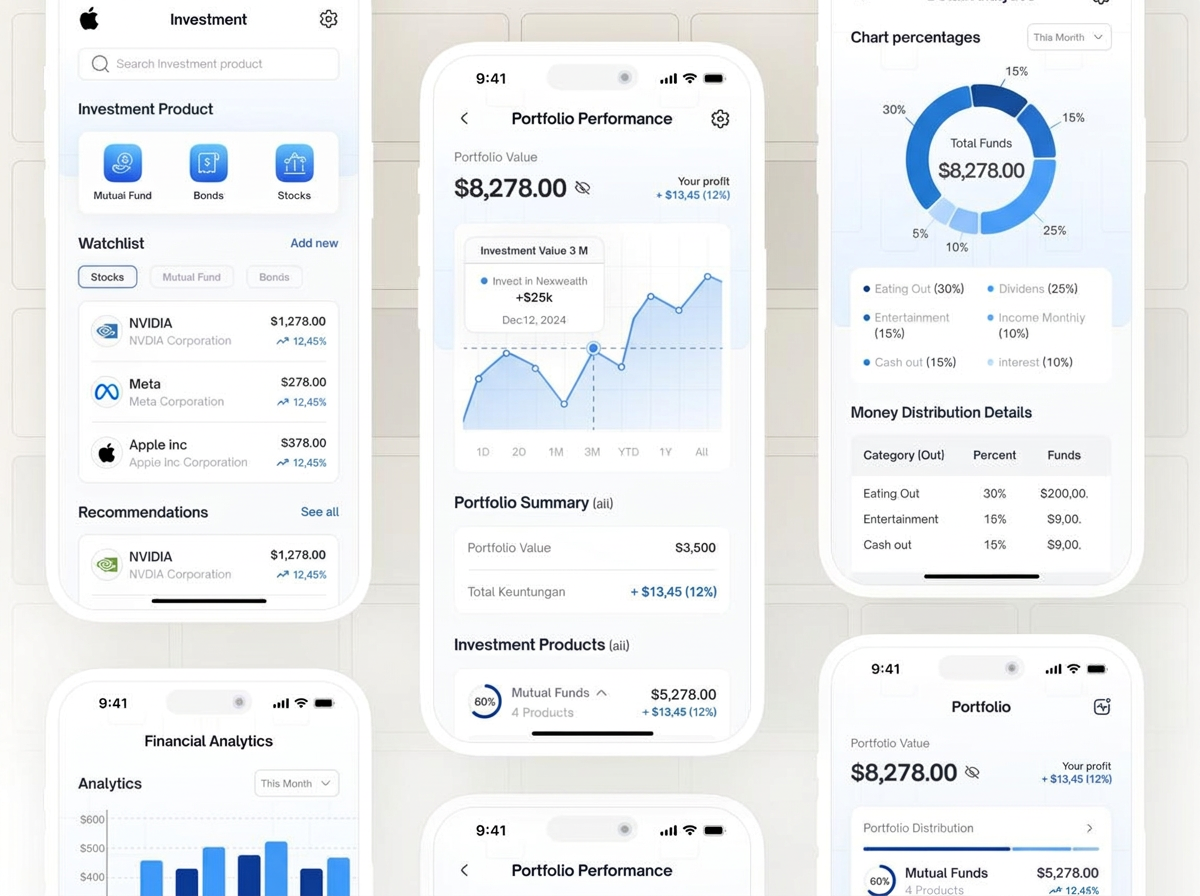 Investment
Search Investment product
Investment Product
Mutual Fund
Bonds
Stocks
Watchlist
Add new
Stocks
Mutual Fund
Bonds
NVIDIA
$1,278.00
NVDIA Corporation
12,45%
Meta
$278.00
Meta Corporation
12,45%
Apple inc
$378.00
Apple Inc Corporation
12,45%
Recommendations
See all
NVIDIA
$1,278.00
NVDIA Corporation
12,45%
9:41
Financial Analytics
Analytics
This Month
$600
$500
$400
9:41
Portfolio Performance
Portfolio Value
$8,278.00
Your profit
+ $13,45 (12%)
Investment Value 3 M
Invect in Nexwealth
+$25k
Dec12, 2024
1D
2D
1M
3M
YTD
1Y
All
Portfolio Summary (aii)
Portfolio Value
$3,500
Total Keuntungan
+ $13,45 (12%)
Investment Products (aii)
60%
Mutual Funds
$5,278.00
4 Products
+ $13,45 (12%)
9:41
Portfolio Performance
Chart percentages
Thia Month
15%
30%
15%
Total Funds
$8,278.00
5%
25%
10%
Eating Out (30%)
Dividens (25%)
Entertainment
(15%)
Income Monthly
(10%)
Cash out (15%)
interest (10%)
Money Distribution Details
Category (Out)
Percent
Funds
Eating Out
30%
$200,00.
Entertainment
15%
$9,00.
Cash out
15%
$9,00.
9:41
Portfolio
Portfotio Value
$8,278.00
Your profit
+ $13,45 (12%)
Portfolio Distribution
60%
Mutual Funds
$5,278.00
4 Products
12,45%